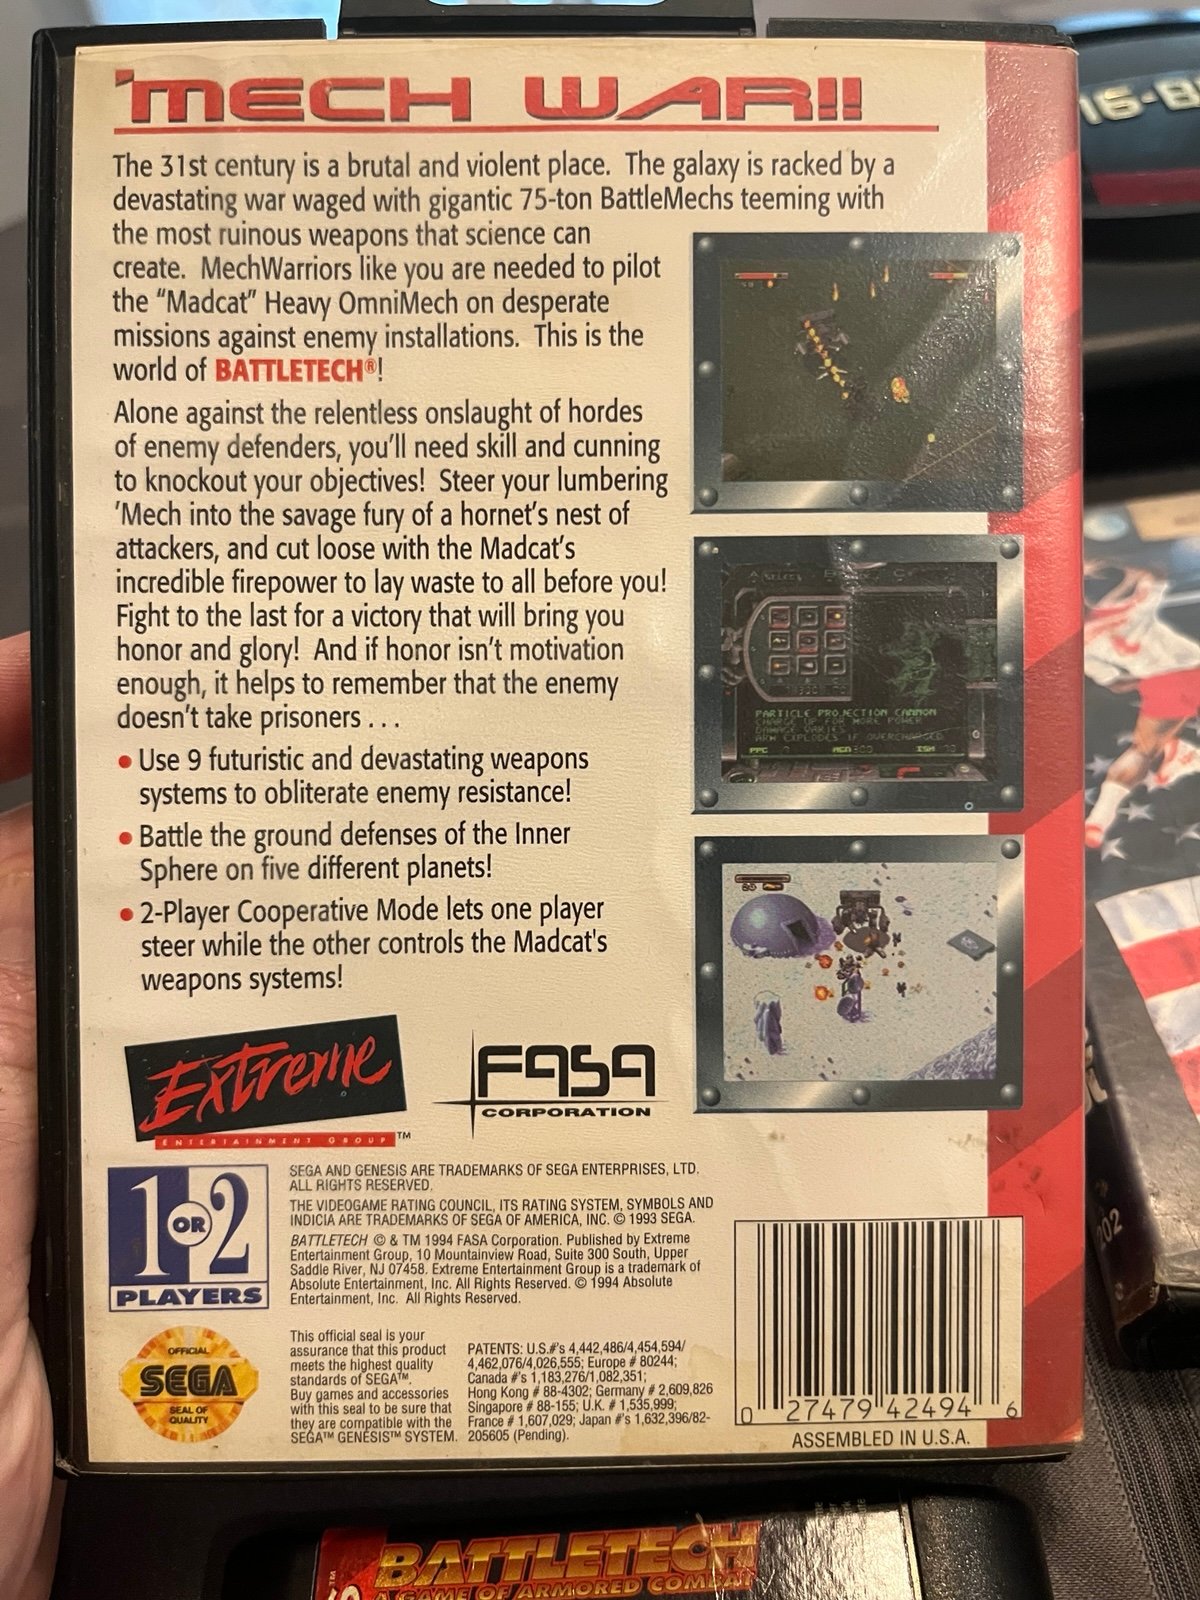 'MECH WAR!!
The 31st century is a brutal and violent place. The galaxy is racked by a
devastating war waged with gigantic 75-ton BattleMechs teeming with
the most ruinous weapons that science can
create. MechWarriors like you are needed to pilot
the “Madcat” Heavy OmniMech on desperate
missions against enemy installations. This is the
world of BATTLETECH®!
Alone against the relentless onslaught of hordes
of enemy defenders, you'll need skill and cunning
to knockout your objectives! Steer your lumbering
'Mech into the savage fury of a hornet's nest of
attackers, and cut loose with the Madcat's
incredible firepower to lay waste to all before you!
Fight to the last for a victory that will bring you
honor and glory! And if honor isn't motivation
enough, it helps to remember that the enemy
doesn't take prisoners . . .
• Use 9 futuristic and devastating weapons
systems to obliterate enemy resistance!
• Battle the ground defenses of the Inner
Sphere on five different planets!
• 2-Player Cooperative Mode lets one player
steer while the other controls the Madcat's
weapons systems!
PARTICLE PROJECTION CANNON
CHARGE UP FOR MORE POWER
DAMAGE VARIES
ARM EXPLODES IF OVERCHARGED
PPC
Extreme
ENTERTAINMENT GROUP™
FASA
CORPORATION
1 OR 2
PLAYERS
SEGA AND GENESIS ARE TRADEMARKS OF SEGA ENTERPRISES, LTD.
ALL RIGHTS RESERVED.
THE VIDEOGAME RATING COUNCIL, ITS RATING SYSTEM, SYMBOLS AND
INDICIA ARE TRADEMARKS OF SEGA OF AMERICA, INC. © 1993 SEGA.
BATTLETECH © & TM 1994 FASA Corporation. Published by Extreme
Entertainment Group, 10 Mountainview Road, Suite 300 South, Upper
Saddle River, NJ 07458. Extreme Entertainment Group is a trademark of
Absolute Entertainment, Inc. All Rights Reserved. © 1994 Absolute
Entertainment, Inc. All Rights Reserved.
OFFICIAL
SEGA
SEAL OF
QUALITY
This official seal is your
assurance that this product
meets the highest quality
standards of SEGA™.
Buy games and accessories
with this seal to be sure that
they are compatible with the
SEGA™ GENESIS™ SYSTEM.
PATENTS: U.S.#'s 4,442,486/4,454,594/
4,462,076/4,026,555; Europe # 80244;
Canada #'s 1,183,276/1,082,351;
Hong Kong # 88-4302; Germany # 2,609,826
Singapore # 88-155; U.K. # 1,535,999;
France # 1,607,029; Japan #'s 1,632,396/82-
205605 (Pending).
0 27479 42494 6
ASSEMBLED IN U.S.A.
16-B
202
BATTLETECH
A GAME OF ARMORED COMBAT